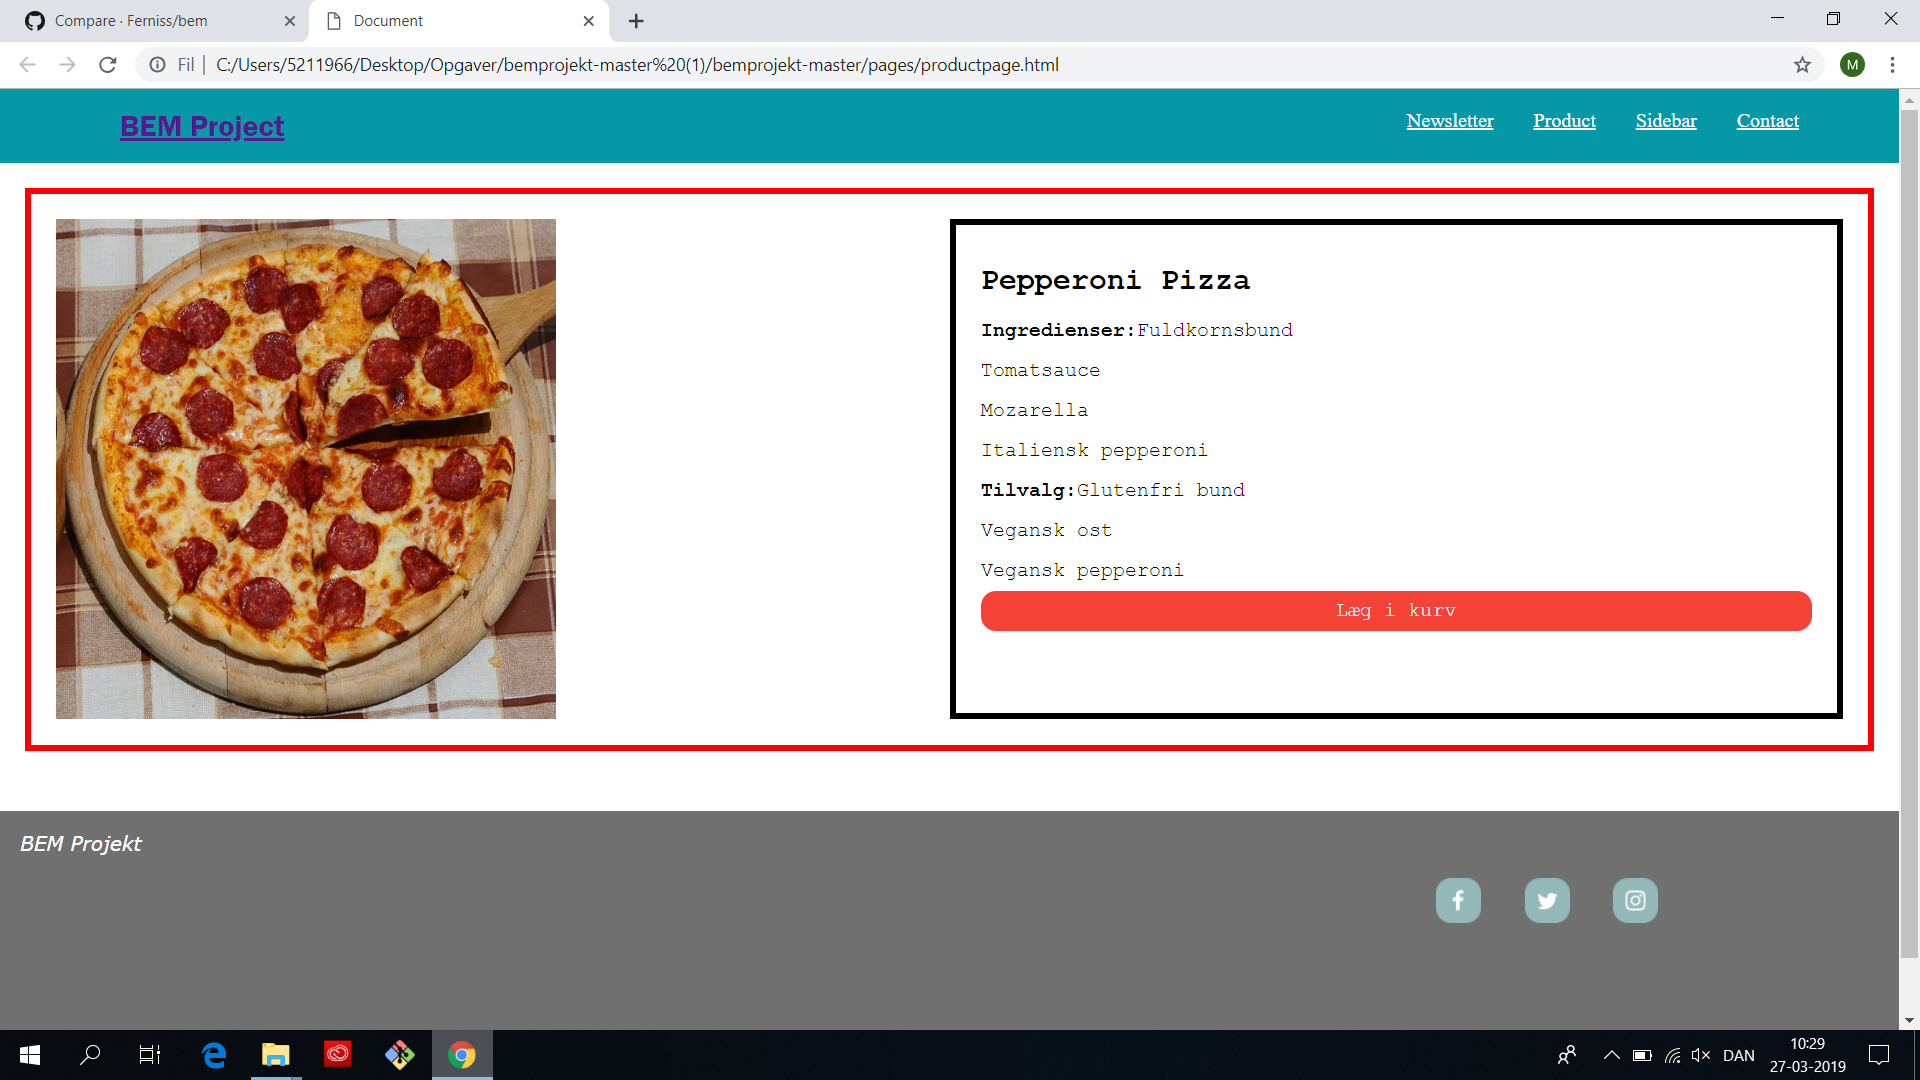 Compare · Ferniss/bem
Document
Fil
C:/Users/5211966/Desktop/Opgaver/bemprojekt-master%20(1)/bemprojekt-master/pages/productpage.html
M
BEM Project
Newsletter Product Sidebar Contact
Pepperoni Pizza
Ingredienser:Fuldkornsbund
Tomatsauce
Mozarella
Italiensk pepperoni
Tilvalg:Glutenfri bund
Vegansk ost
Vegansk pepperoni
Læg i kurv
BEM Projekt
DAN
10:29
27-03-2019